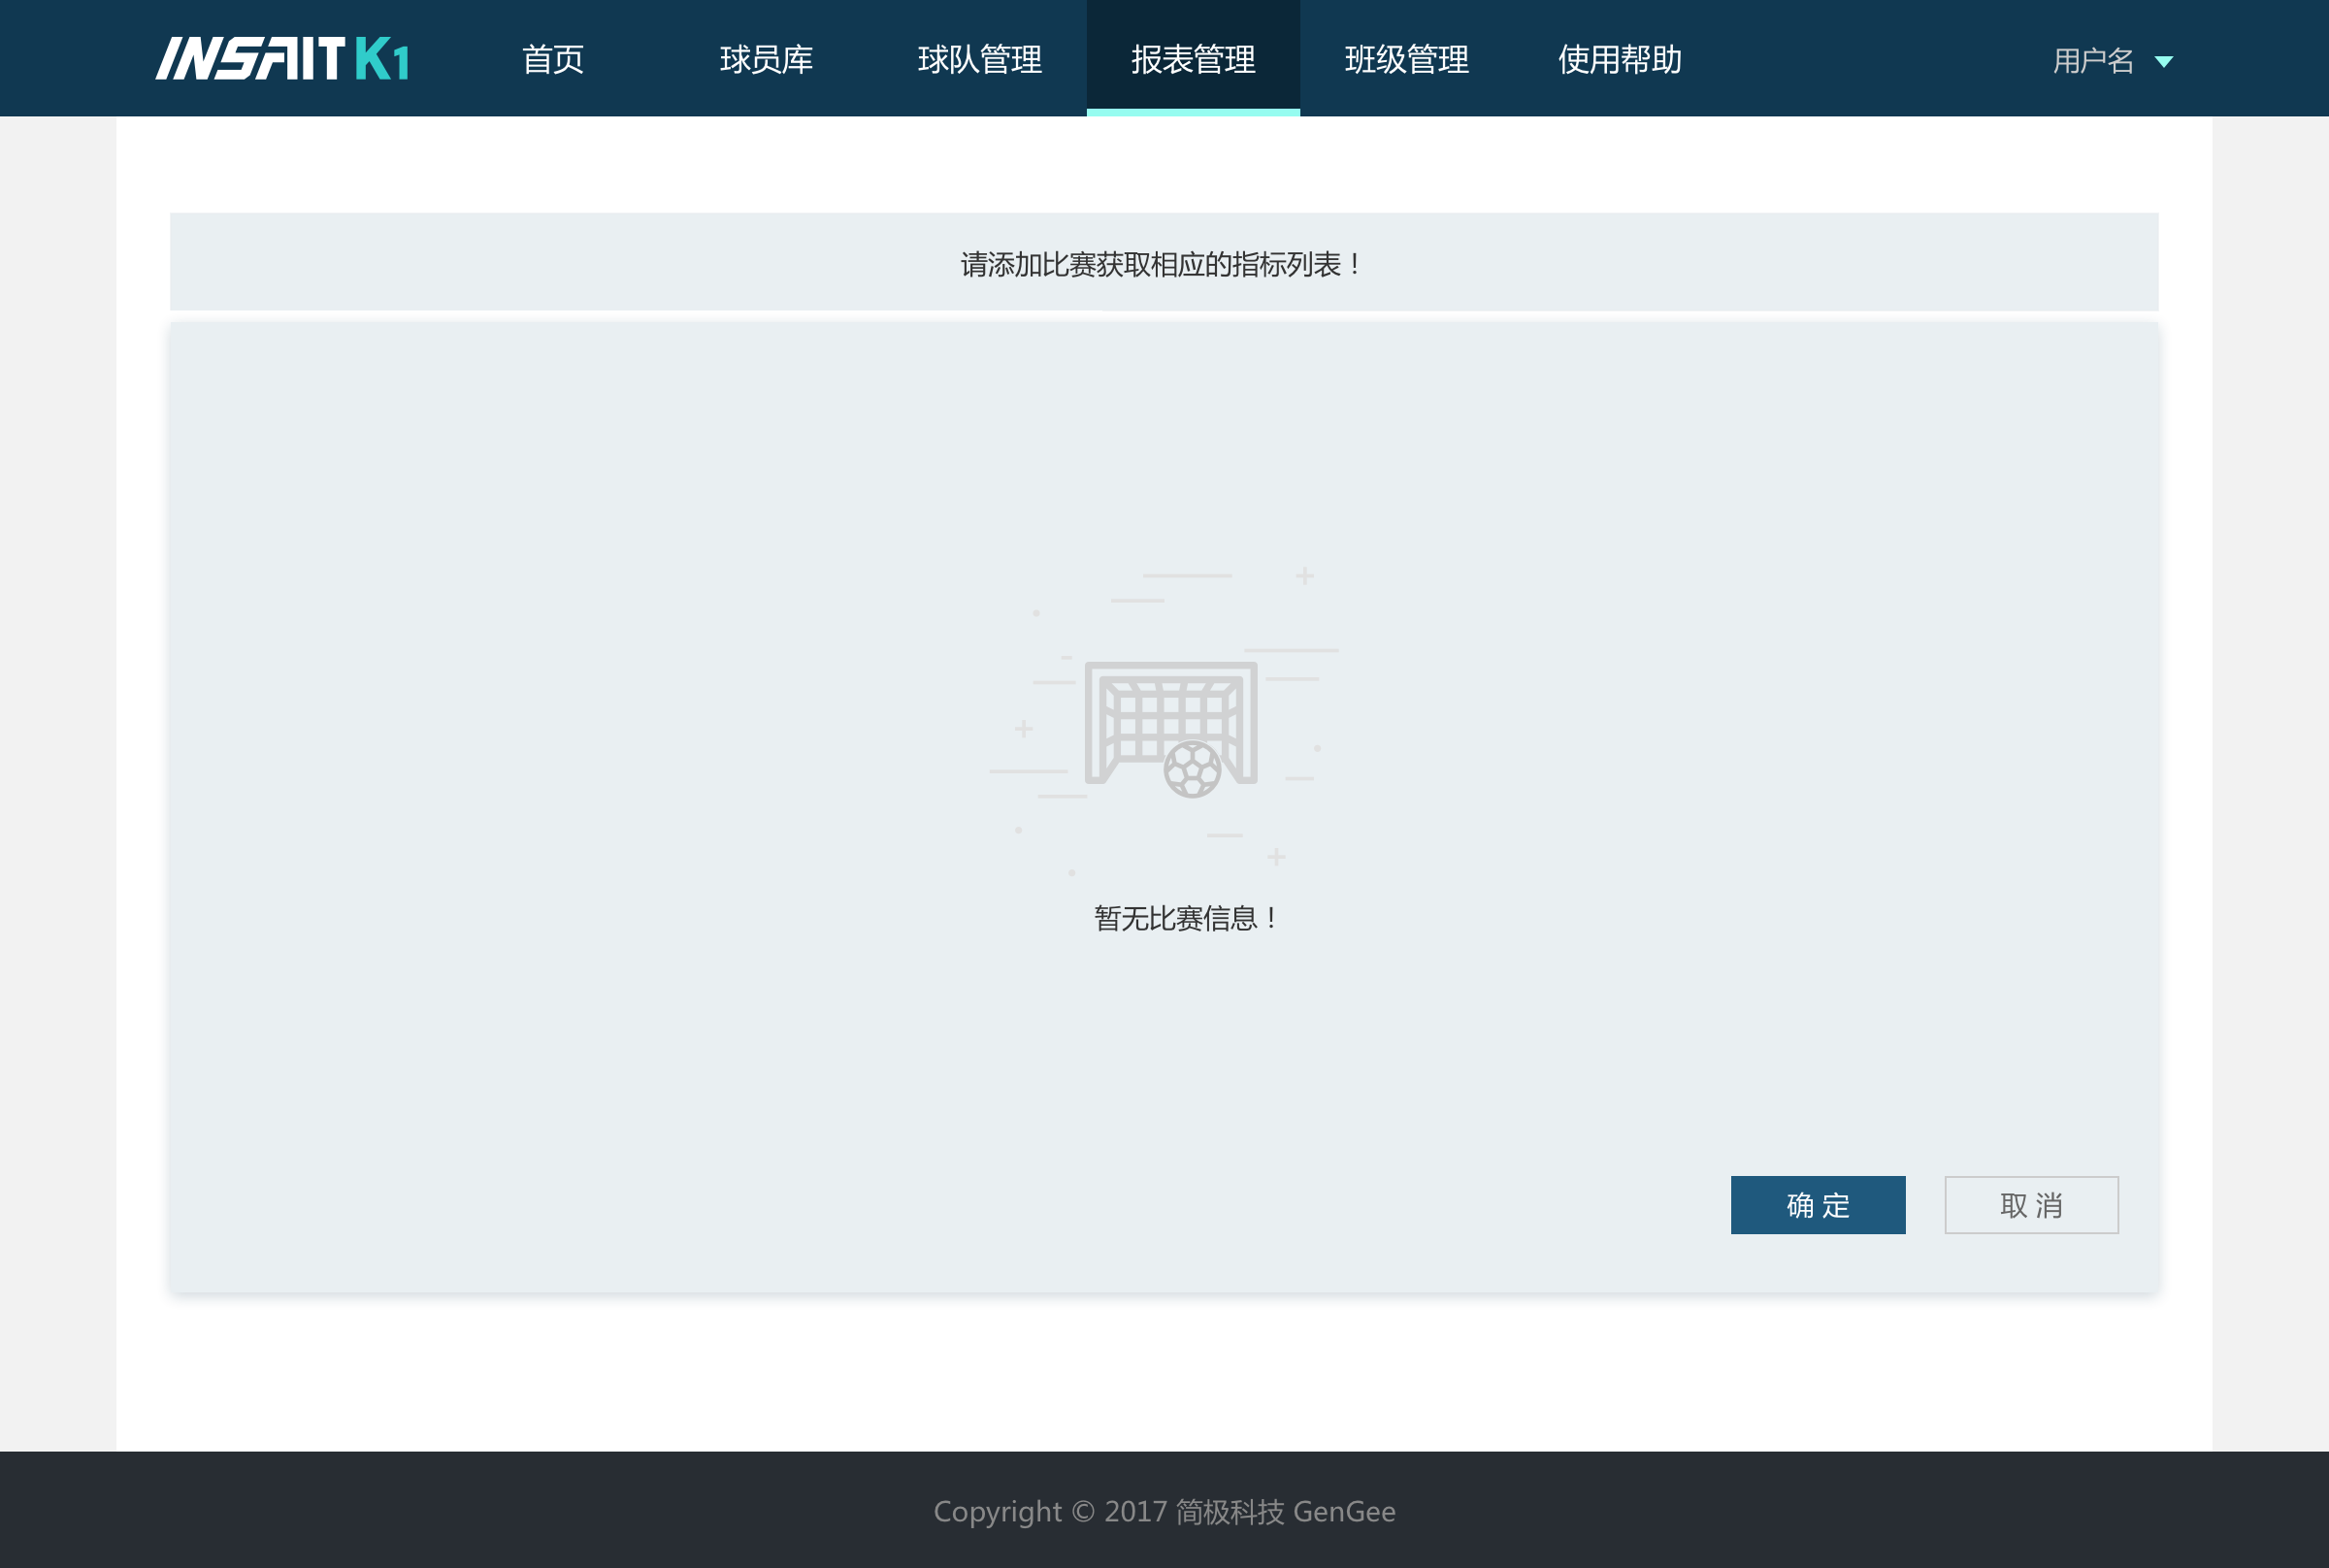 INSAIT K1
首页
球员库
球队管理
报表管理
班级管理
使用帮助
用户名
请添加比赛获取相应的指标列表！
暂无比赛信息！
确 定
取 消
Copyright © 2017 简极科技 GenGee